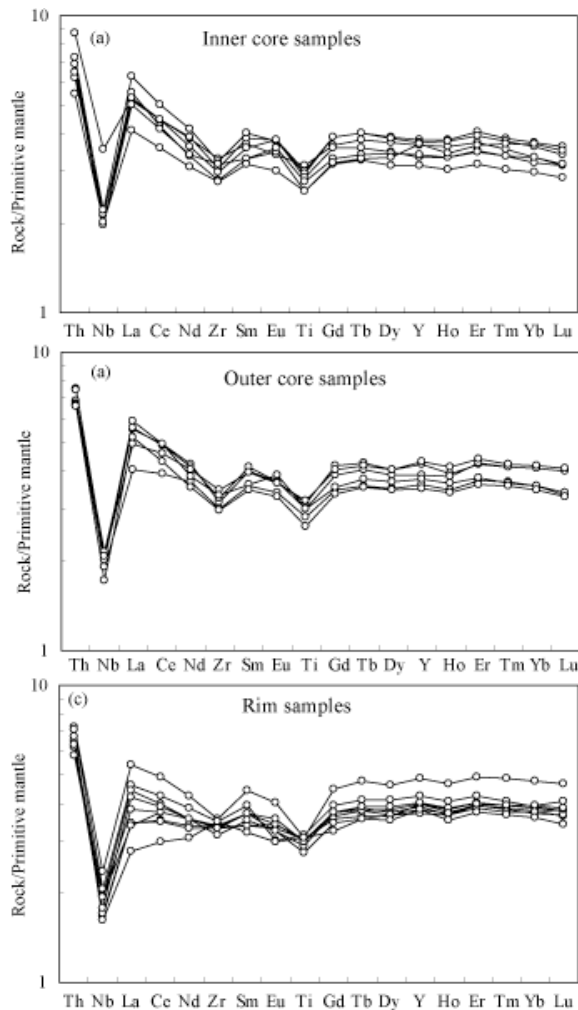 10
(a)
Inner core samples
Rock/Primitive mantle
1
Th Nb La Ce Nd Zr Sm Eu Ti Gd Tb Dy Y Ho Er Tm Yb Lu
10
(a)
Outer core samples
Rock/Primitive mantle
1
Th Nb La Ce Nd Zr Sm Eu Ti Gd Tb Dy Y Ho Er Tm Yb Lu
10
(c)
Rim samples
Rock/Primitive mantle
1
Th Nb La Ce Nd Zr Sm Eu Ti Gd Tb Dy Y Ho Er Tm Yb Lu